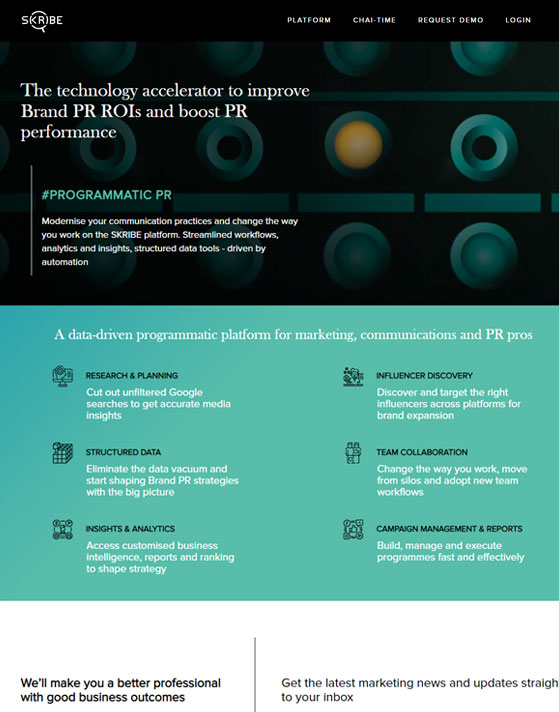 SKRIBE
PLATFORM CHAI-TIME REQUEST DEMO LOGIN
The technology accelerator to improve
Brand PR ROIs and boost PR
performance
#PROGRAMMATIC PR
Modernise your communication practices and change the way
you work on the SKRIBE platform. Streamlined workflows,
analytics and insights, structured data tools - driven by
automation
A data-driven programmatic platform for marketing, communications and PR pros
RESEARCH & PLANNING
Cut out unfiltered Google
searches to get accurate media
insights
INFLUENCER DISCOVERY
Discover and target the right
influencers across platforms for
brand expansion
STRUCTURED DATA
Eliminate the data vacuum and
start shaping Brand PR strategies
with the big picture
TEAM COLLABORATION
Change the way you work, move
from silos and adopt new team
workflows
INSIGHTS & ANALYTICS
Access customised business
intelligence, reports and ranking
to shape strategy
CAMPAIGN MANAGEMENT & REPORTS
Build, manage and execute
programmes fast and effectively
We'll make you a better professional
with good business outcomes
Get the latest marketing news and updates straigh
to your inbox